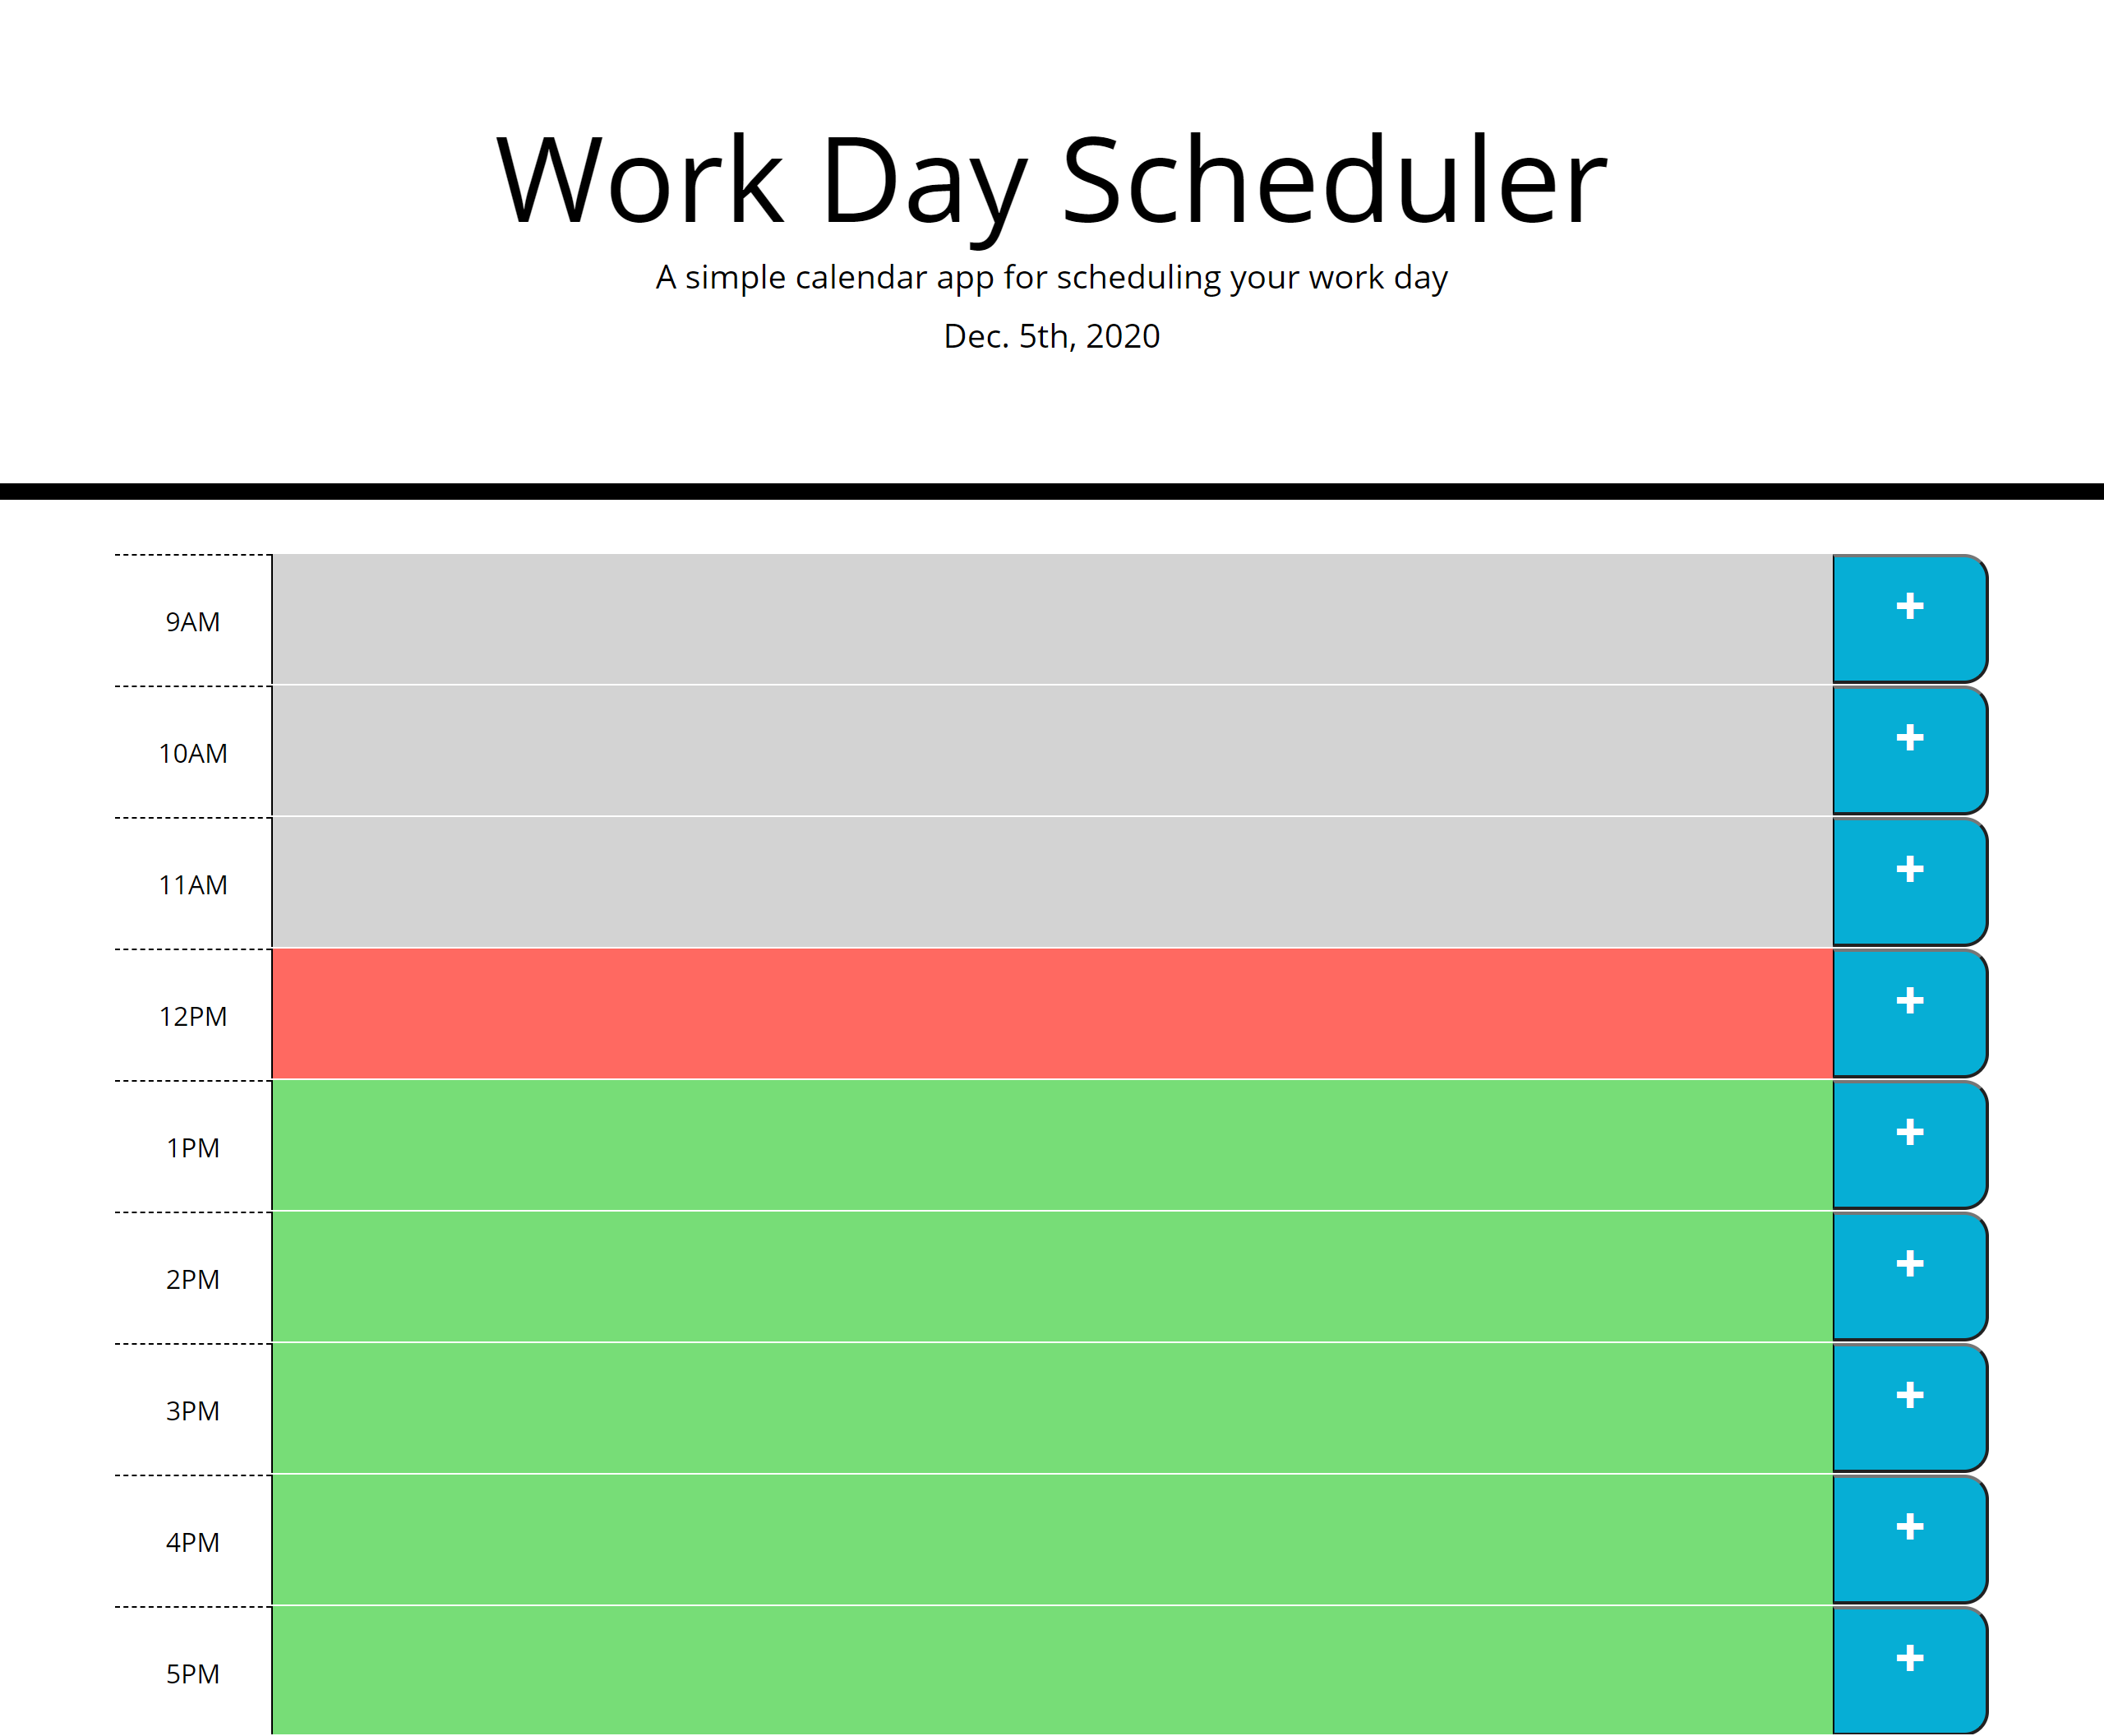 Work Day Scheduler
A simple calendar app for scheduling your work day
Dec. 5th, 2020
9AM
+
10AM
+
11AM
+
12PM
+
1PM
+
2PM
+
3PM
+
4PM
+
5PM
+